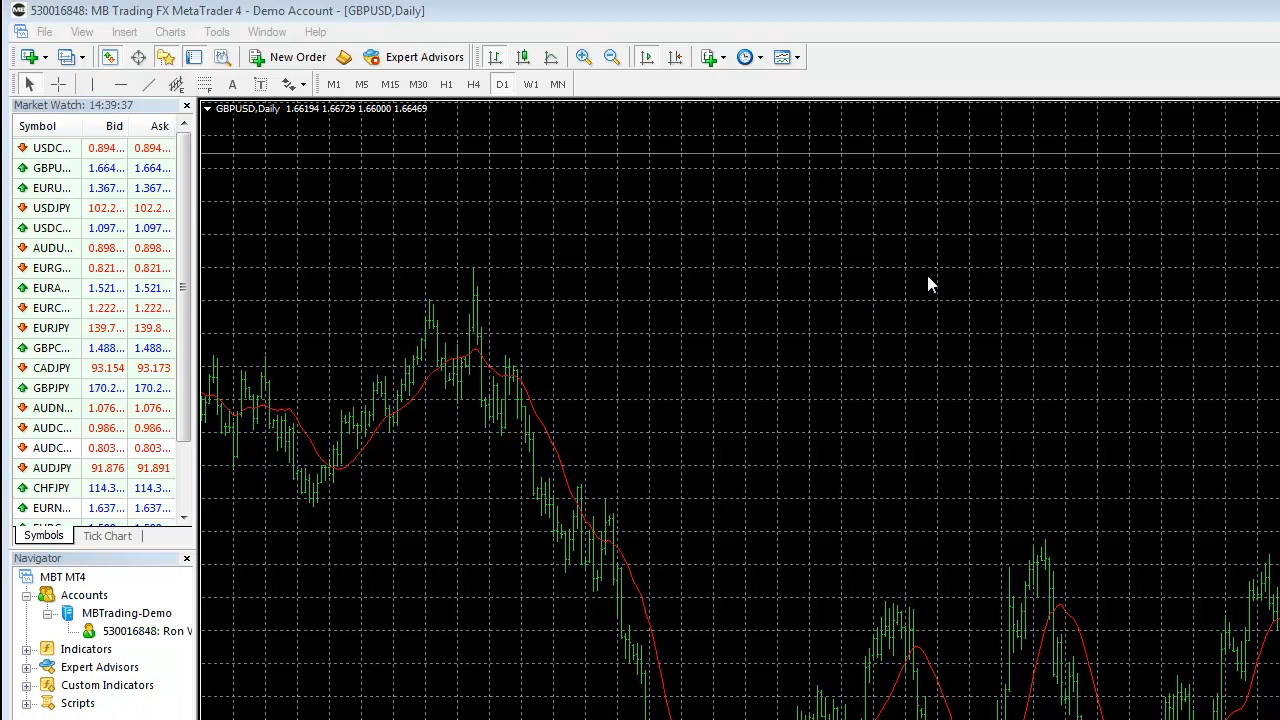 530016848: MB Trading FX MetaTrader 4 - Demo Account - [GBPUSD,Daily]
File View Insert Charts Tools Window Help
New Order Expert Advisors
A T M1 M5 M15 M30 H1 H4 D1 W1 MN
Market Watch: 14:39:37
GBPUSD,Daily 1.66194 1.66729 1.66000 1.66469
Symbol Bid Ask
USDC... 0.894... 0.894...
GBPU... 1.664... 1.664...
EURU... 1.367... 1.367...
USDJPY 102.2... 102.2...
USDC... 1.097... 1.097...
AUDU... 0.898... 0.898...
EURG... 0.821... 0.821...
EURA... 1.521... 1.521...
EURC... 1.222... 1.222...
EURJPY 139.7... 139.8...
GBPC... 1.488... 1.488...
CADJPY 93.154 93.173
GBPJPY 170.2... 170.2...
AUDN... 1.076... 1.076...
AUDC... 0.986... 0.986...
AUDC... 0.803... 0.803...
AUDJPY 91.876 91.891
CHFJPY 114.3... 114.3...
EURN... 1.637... 1.637...
Symbols Tick Chart
Navigator
MBT MT4
Accounts
MBTrading-Demo
530016848: Ron
Indicators
Expert Advisors
Custom Indicators
Scripts